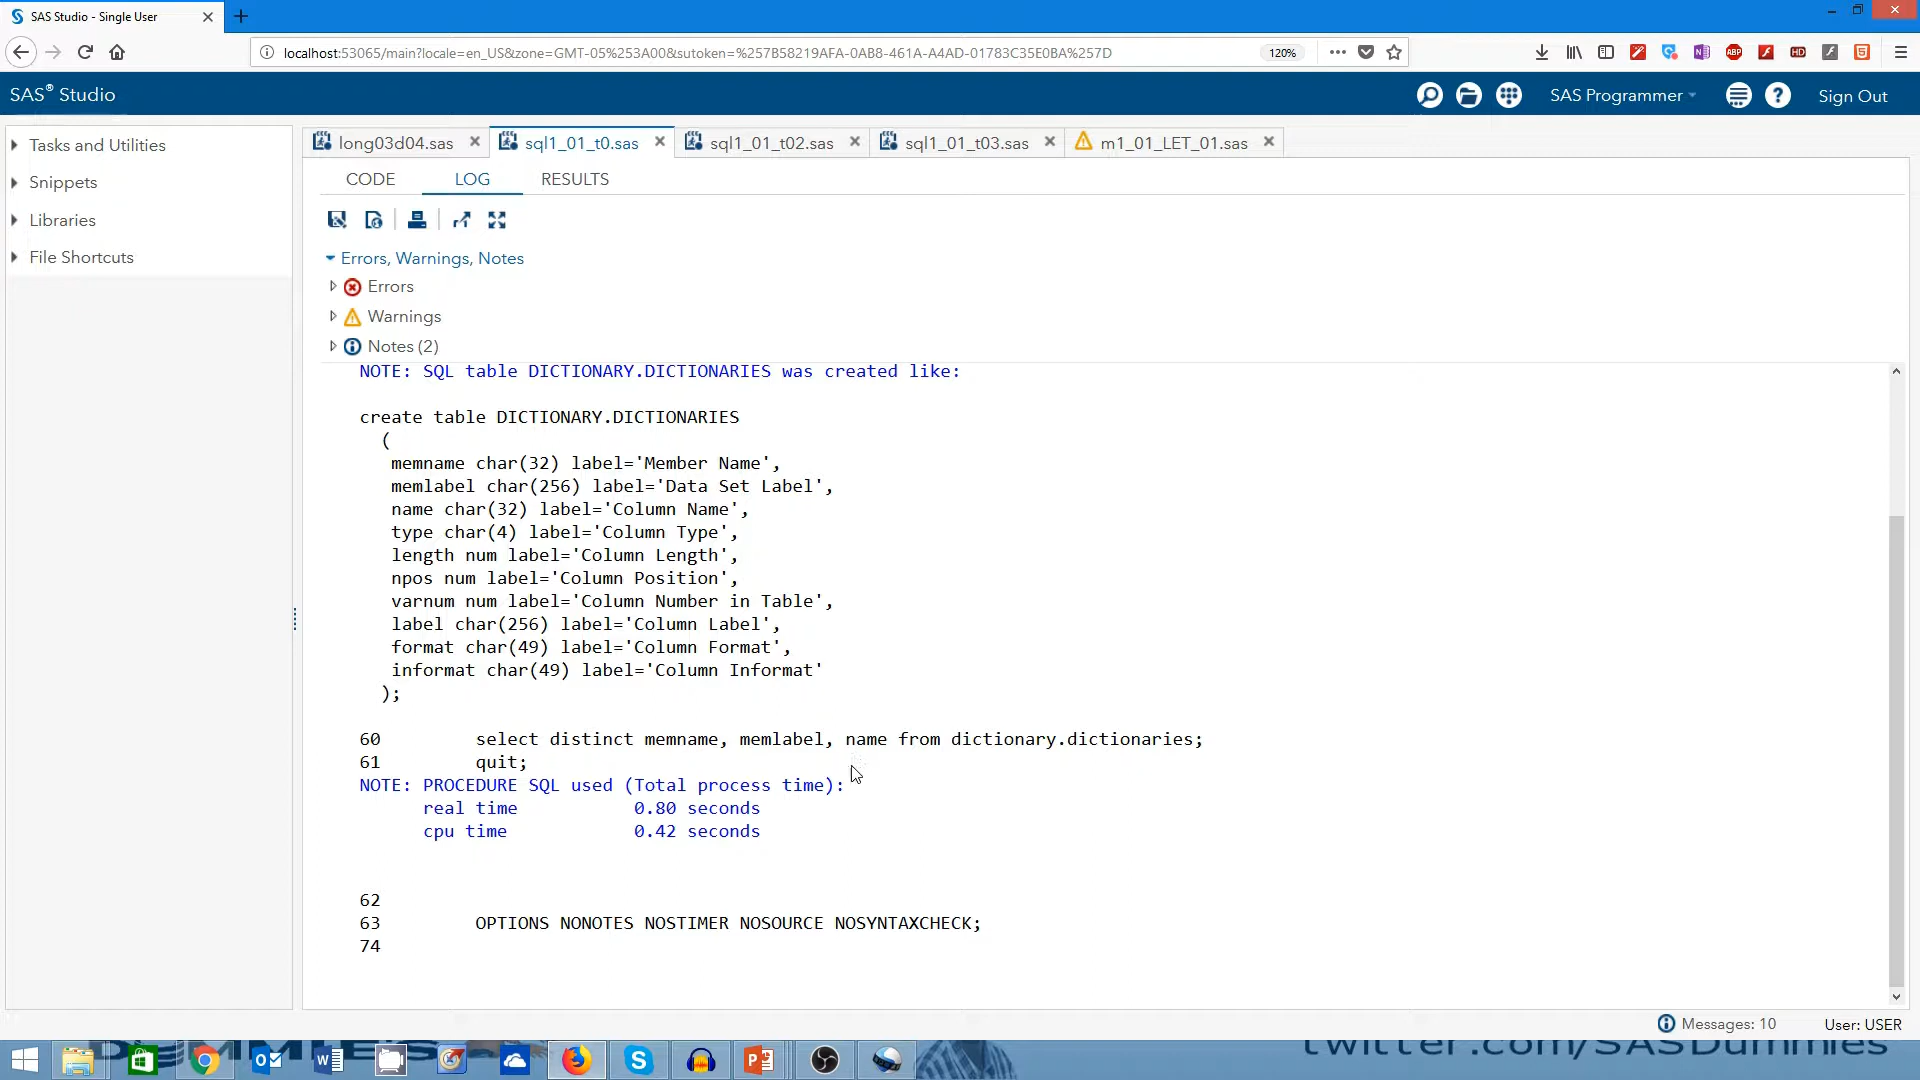 SAS Studio - Single User
localhost:53065/main?locale=en_US&zone=GMT-05%253A00&sutoken=%257B58219AFA-0AB8-461A-A4AD-01783C35E0BA%257D
120%
ABP
HD
SAS® Studio
SAS Programmer
Sign Out
Tasks and Utilities
Snippets
Libraries
File Shortcuts
long03d04.sas
sql1_01_t0.sas
sql1_01_t02.sas
sql1_01_t03.sas
m1_01_LET_01.sas
CODE
LOG
RESULTS
Errors, Warnings, Notes
Errors
Warnings
Notes (2)
NOTE: SQL table DICTIONARY.DICTIONARIES was created like:
create table DICTIONARY.DICTIONARIES
(
memname char(32) label='Member Name',
memlabel char(256) label='Data Set Label',
name char(32) label='Column Name',
type char(4) label='Column Type',
length num label='Column Length',
npos num label='Column Position',
varnum num label='Column Number in Table',
label char(256) label='Column Label',
format char(49) label='Column Format',
informat char(49) label='Column Informat'
);
60 select distinct memname, memlabel, name from dictionary.dictionaries;
61 quit;
NOTE: PROCEDURE SQL used (Total process time):
real time 0.80 seconds
cpu time 0.42 seconds
62
63 OPTIONS NONOTES NOSTIMER NOSOURCE NOSYNTAXCHECK;
74
Messages: 10
User: USER
twitter.com/SASDummies